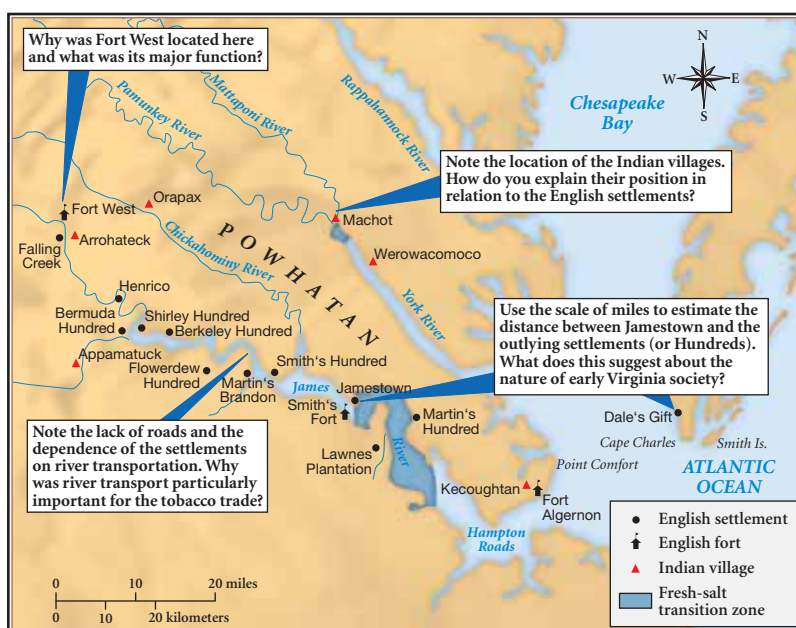 Why was Fort West located here
and what was its major function?
N
W
E
S
Pamunkey River
Mattaponi River
Rappahannock River
Chesapeake
Bay
Note the location of the Indian villages.
How do you explain their position in
relation to the English settlements?
Orapax
Fort West
Machot
Arrohateck
Falling
Creek
POWHATAN
Chickahominy River
Werowacomoco
Henrico
York River
Bermuda
Hundred
Shirley Hundred
Berkeley Hundred
Use the scale of miles to estimate the
distance between Jamestown and the
outlying settlements (or Hundreds).
What does this suggest about the
nature of early Virginia society?
Appamatuck
Flowerdew
Hundred
Martin's
Brandon
Smith's Hundred
James
River
Jamestown
Smith's
Fort
Martin's
Hundred
Dale's Gift
Cape Charles
Smith Is.
Note the lack of roads and the
dependence of the settlements
on river transportation. Why
was river transport particularly
important for the tobacco trade?
Lawnes
Plantation
Point Comfort
ATLANTIC
OCEAN
Kecoughtan
Fort
Algernon
Hampton
Roads
English settlement
English fort
Indian village
Fresh-salt
transition zone
0 10 20 miles
0 10 20 kilometers